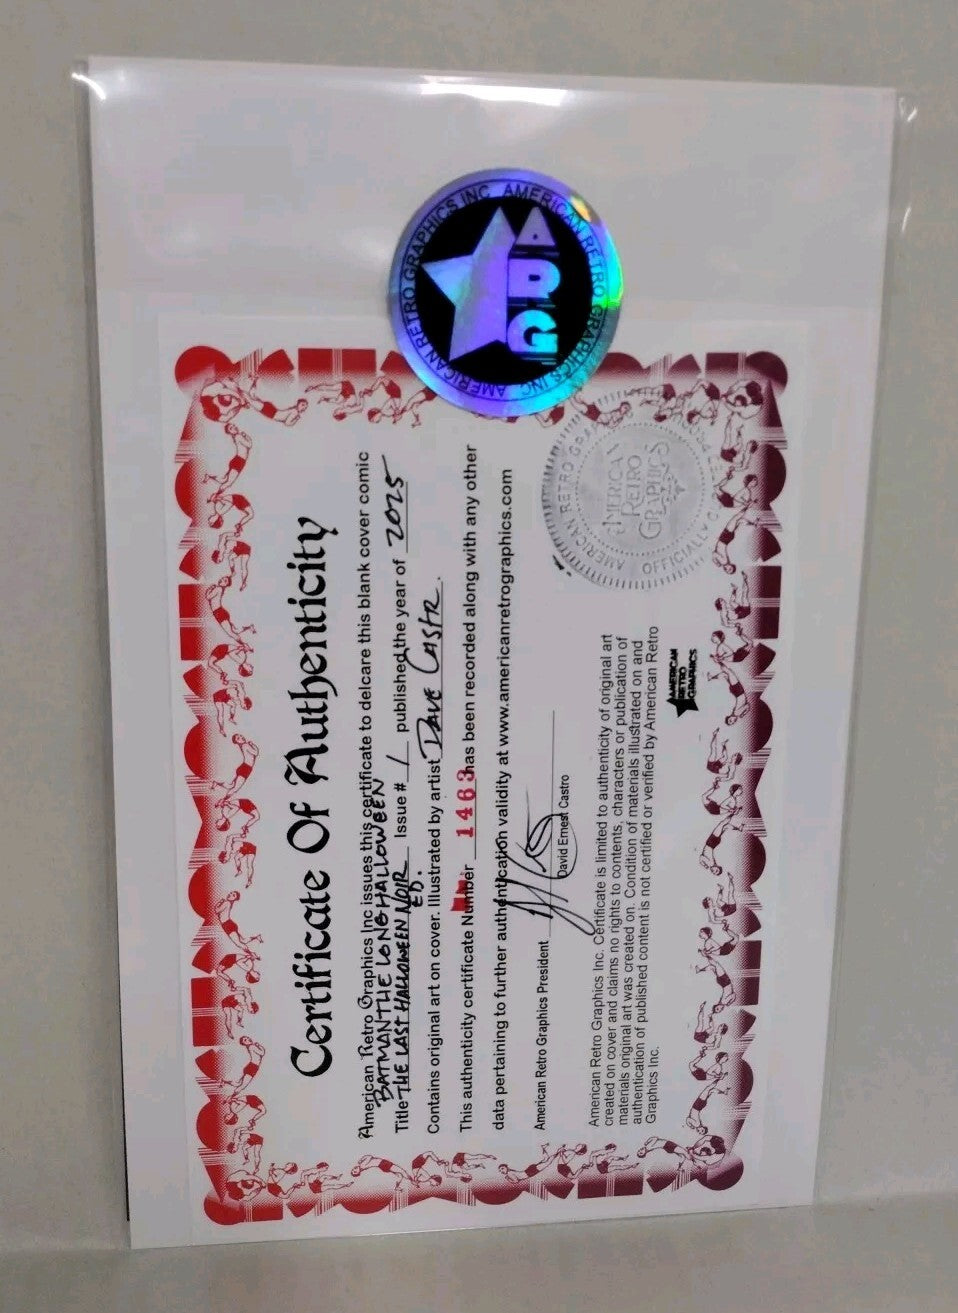 AMERICAN RETRO GRAPHICS INC. AMERICAN RETRO GRAPHICS INC.
ARG
Certificate Of Authenticity
American Retro Graphics Inc issues this certificate to delcare this blank cover comic
BATMAN THE LONG HALLOWEEN
Title THE LAST HALLOWEEN NOIR ED. Issue # 1 published the year of 2025
Contains original art on cover. Illustrated by artist DAVE CASTR.
This authenticity certificate Number 1463 has been recorded along with any other
data pertaining to further authentication validity at www.americanretrographics.com
American Retro Graphics President
David Ernest Castro
American Retro Graphics Inc. Certificate is limited to authenticity of original art
created on cover and claims no rights to contents, characters or publication of
materials original art was created on. Condition of materials illustrated on and
authentication of published content is not certified or verified by American Retro
Graphics Inc.
AMERICAN
RETRO
GRAPHICS
AMERICAN
RETRO
GRAPHICS
AMERICAN RETRO
OFFICIALLY